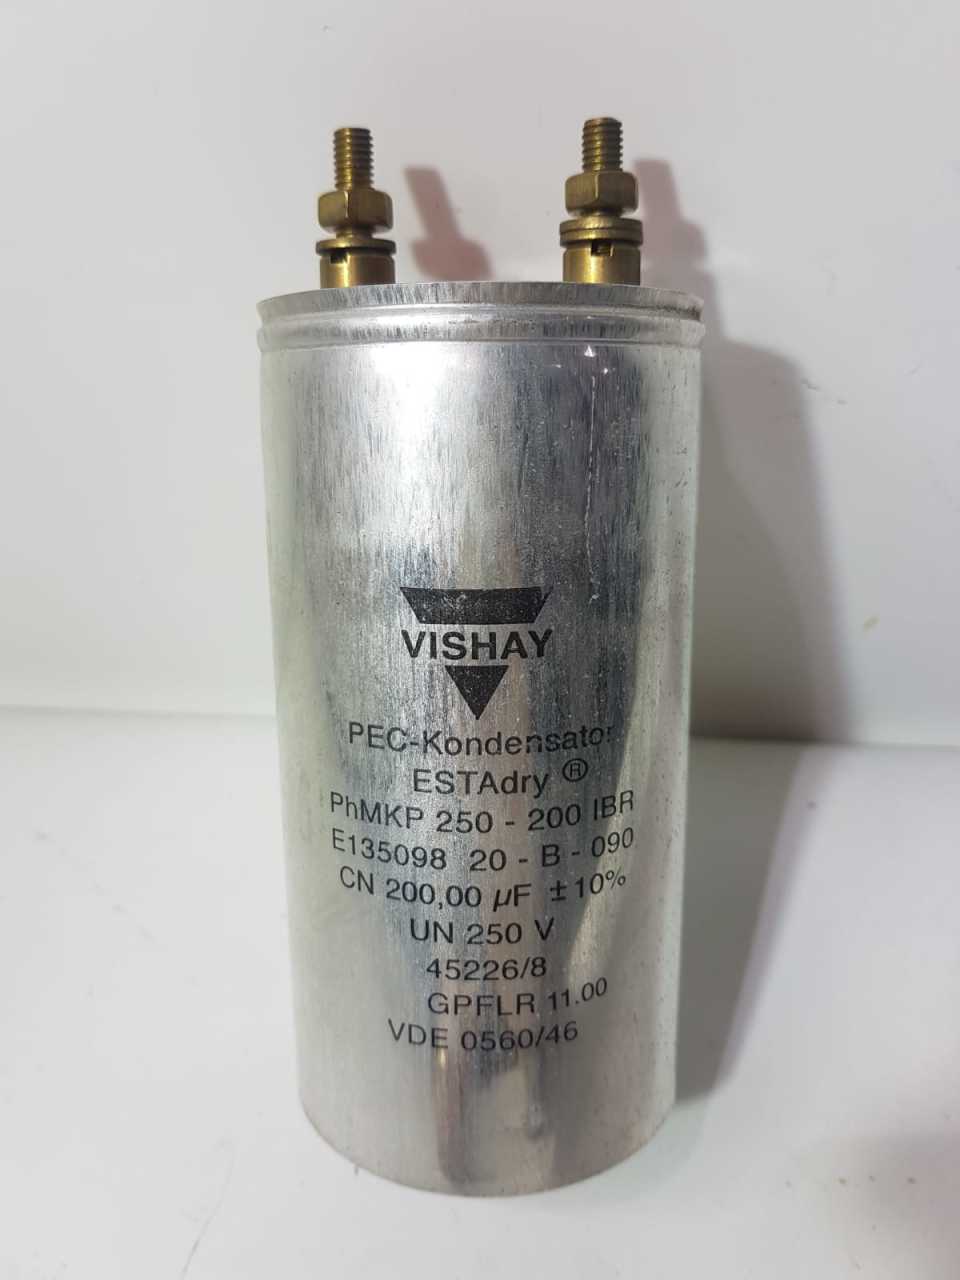 VISHAY
PEC-Kondensator
ESTAdry ®
PhMKP 250 - 200 IBR
E135098 20 - B - 090
CN 200,00 µF ±10%
UN 250 V
45226/8
GPFLR 11.00
VDE 0560/46